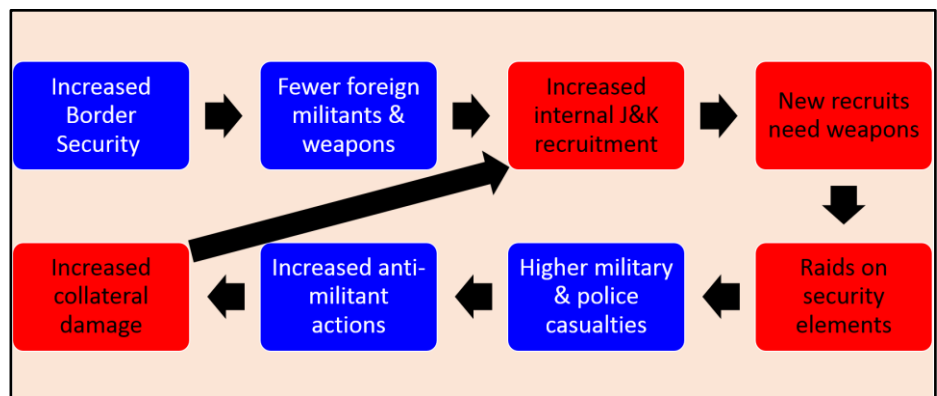 Increased
Border
Security
Fewer foreign
militants &
weapons
Increased
internal J&K
recruitment
New recruits
need weapons
Increased
collateral
damage
Increased anti-
militant
actions
Higher military
& police
casualties
Raids on
security
elements